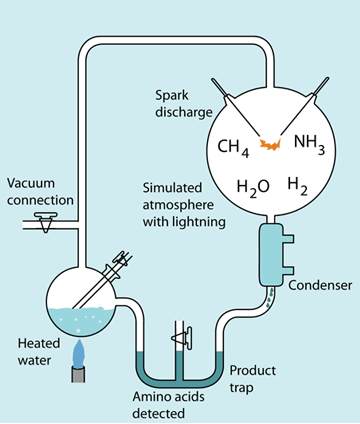 Spark
discharge
CH₄
NH₃
H₂O
H₂
Vacuum
connection
Simulated
atmosphere
with lightning
Condenser
Heated
water
Product
trap
Amino acids
detected